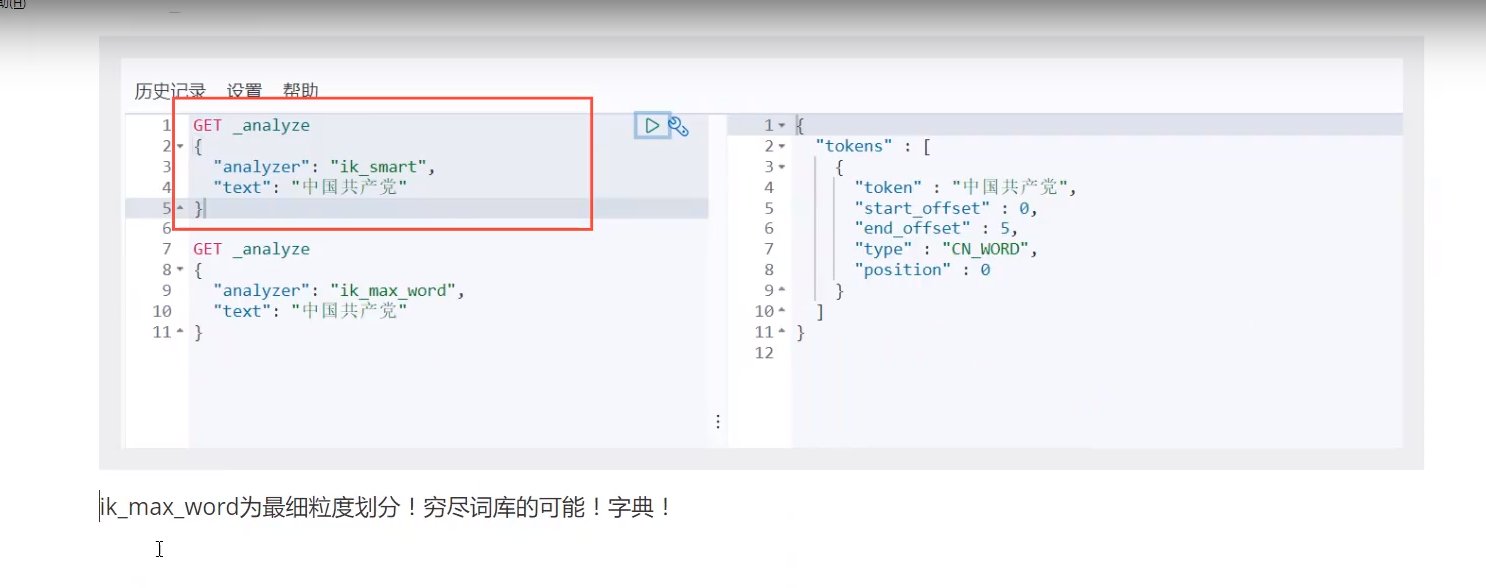 历史记录 设置 帮助
1 GET _analyze
2 {
3 "analyzer": "ik_smart",
4 "text": "中国共产党"
5 }
6
7 GET _analyze
8 {
9 "analyzer": "ik_max_word",
10 "text": "中国共产党"
11 }
1 {
2 "tokens" : [
3 {
4 "token" : "中国共产党",
5 "start_offset" : 0,
6 "end_offset" : 5,
7 "type" : "CN_WORD",
8 "position" : 0
9 }
10 ]
11 }
12
ik_max_word为最细粒度划分！穷尽词库的可能！字典！